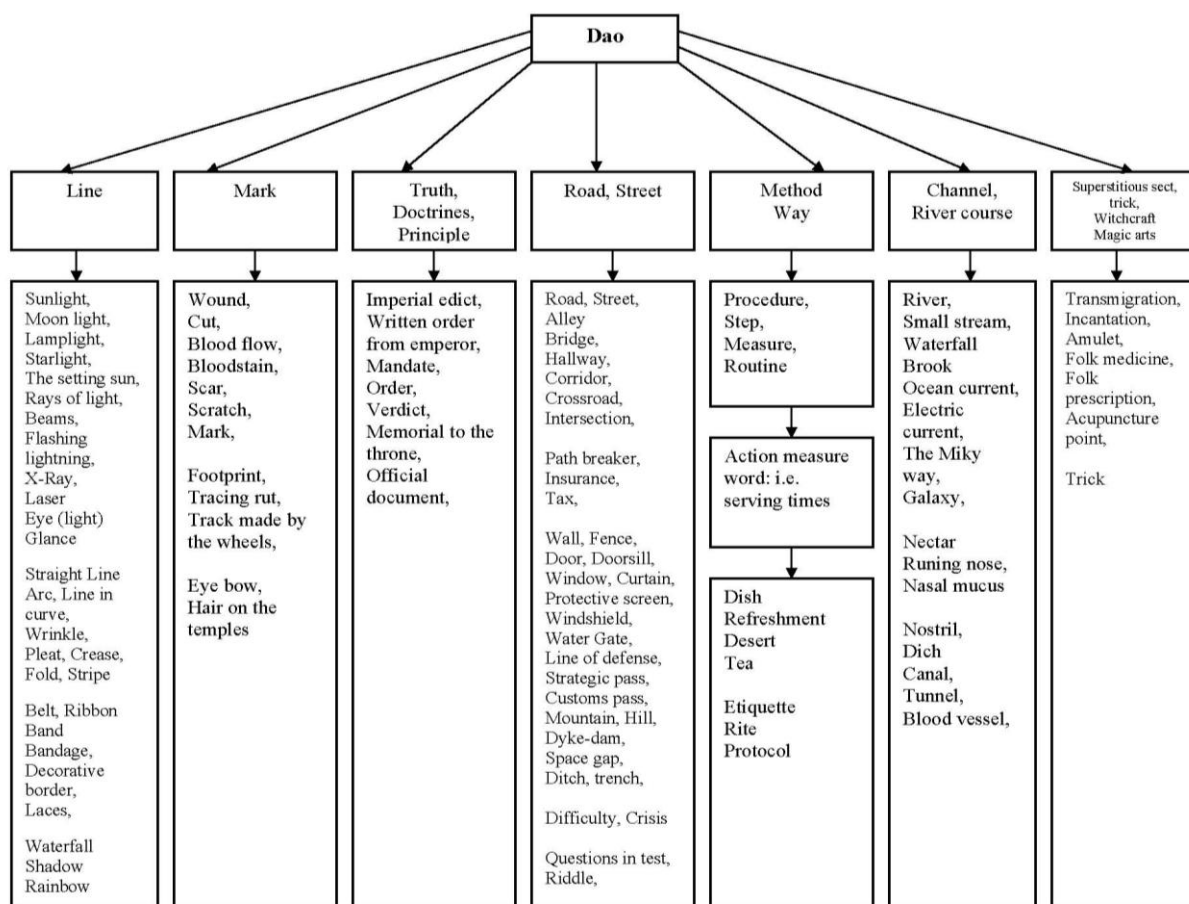 Dao
Line
Mark
Truth,
Doctrines,
Principle
Road, Street
Method
Way
Channel,
River course
Superstitious sect,
trick,
Witchcraft
Magic arts
Sunlight,
Moon light,
Lamplight,
Starlight,
The setting sun,
Rays of light,
Beams,
Flashing
lightning,
X-Ray,
Laser
Eye (light)
Glance
Straight Line
Arc, Line in
curve,
Wrinkle,
Pleat, Crease,
Fold, Stripe
Belt, Ribbon
Band
Bandage,
Decorative
border,
Laces,
Waterfall
Shadow
Rainbow
Wound,
Cut,
Blood flow,
Bloodstain,
Scar,
Scratch,
Mark,
Footprint,
Tracing rut,
Track made by
the wheels,
Eye bow,
Hair on the
temples
Imperial edict,
Written order
from emperor,
Mandate,
Order,
Verdict,
Memorial to the
throne,
Official
document,
Road, Street,
Alley
Bridge,
Hallway,
Corridor,
Crossroad,
Intersection,
Path breaker,
Insurance,
Tax,
Wall, Fence,
Door, Doorsill,
Window, Curtain,
Protective screen,
Windshield,
Water Gate,
Line of defense,
Strategic pass,
Customs pass,
Mountain, Hill,
Dyke-dam,
Space gap,
Ditch, trench,
Difficulty, Crisis
Questions in test,
Riddle,
Procedure,
Step,
Measure,
Routine
Action measure
word: i.e.
serving times
Dish
Refreshment
Desert
Tea
Etiquette
Rite
Protocol
River,
Small stream,
Waterfall
Brook
Ocean current,
Electric
current,
The Miky
way,
Galaxy,
Nectar
Runing nose,
Nasal mucus
Nostril,
Dich
Canal,
Tunnel,
Blood vessel,
Transmigration,
Incantation,
Amulet,
Folk medicine,
Folk
prescription,
Acupuncture
point,
Trick